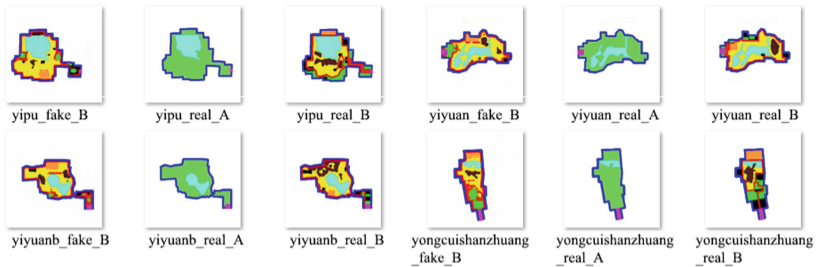 yipu_fake_B
yipu_real_A
yipu_real_B
yiyuan_fake_B
yiyuan_real_A
yiyuan_real_B
yiyuanb_fake_B
yiyuanb_real_A
yiyuanb_real_B
yongcuishanzhuang
_fake_B
yongcuishanzhuang
_real_A
yongcuishanzhuang
_real_B